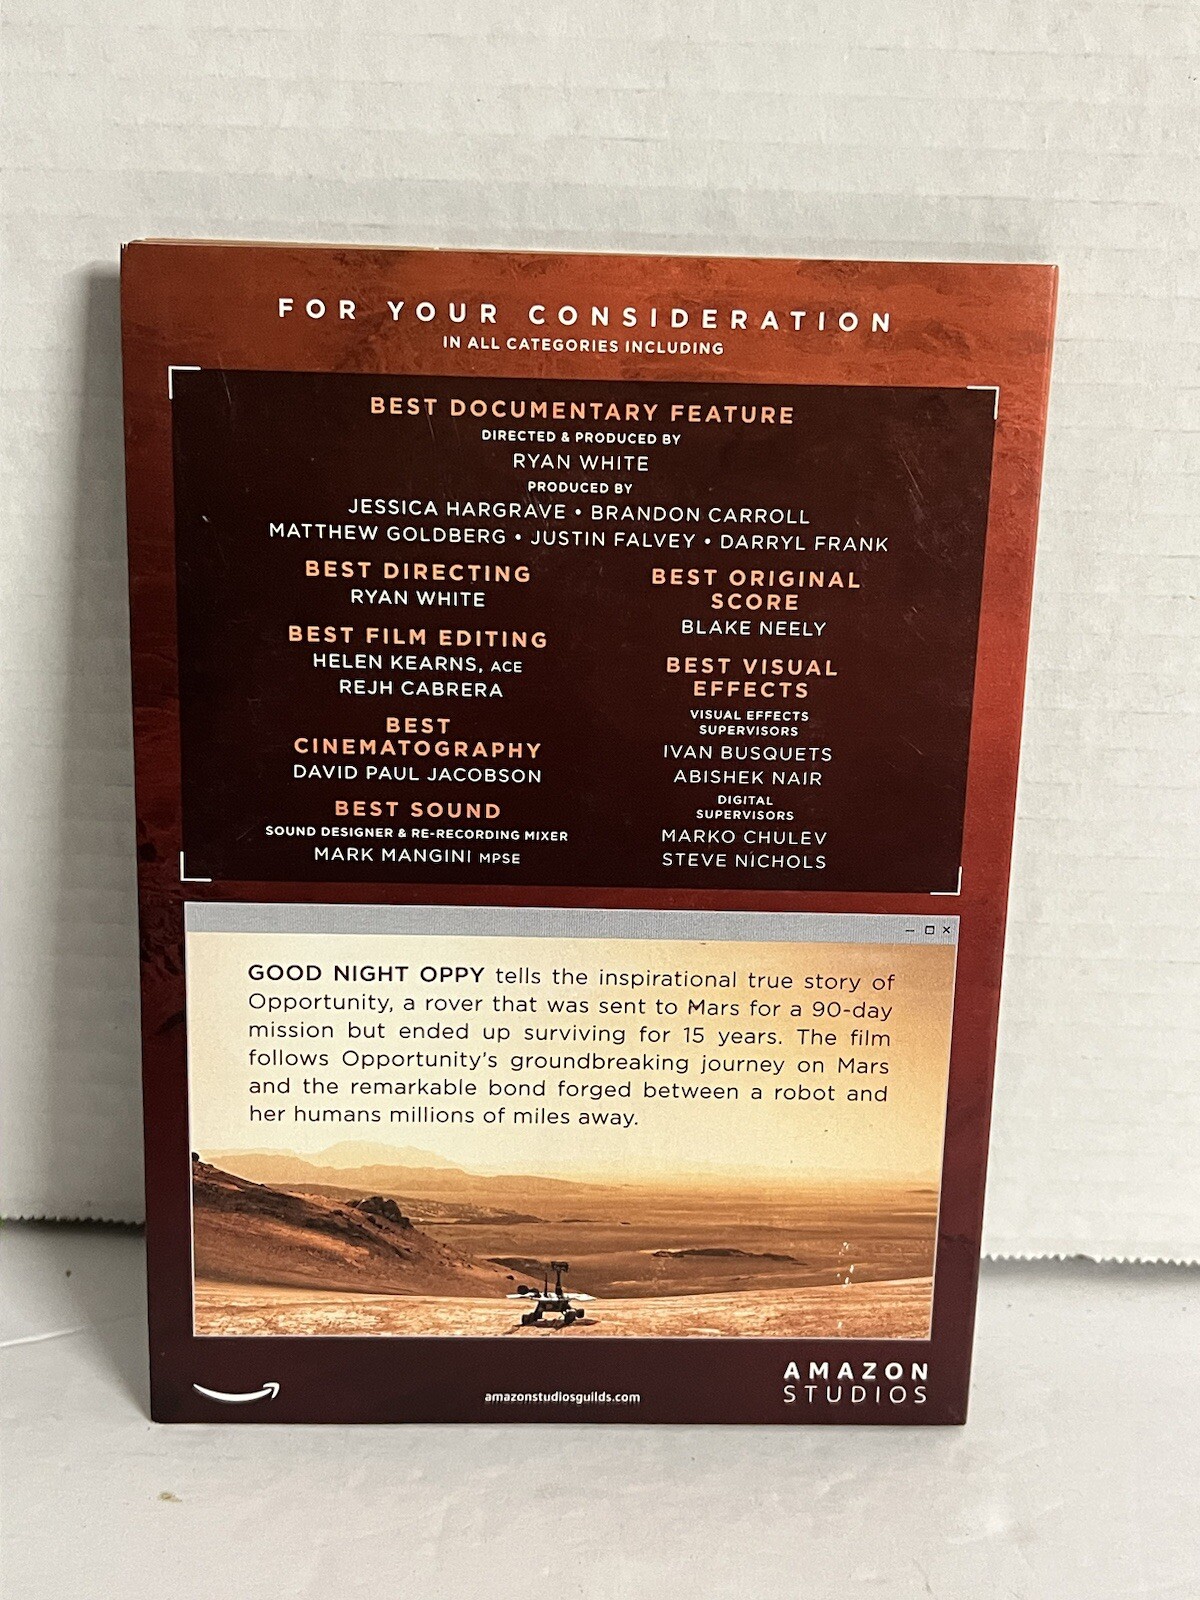 FOR YOUR CONSIDERATION
IN ALL CATEGORIES INCLUDING
BEST DOCUMENTARY FEATURE
DIRECTED & PRODUCED BY
RYAN WHITE
PRODUCED BY
JESSICA HARGRAVE • BRANDON CARROLL
MATTHEW GOLDBERG • JUSTIN FALVEY • DARRYL FRANK
BEST DIRECTING
RYAN WHITE
BEST FILM EDITING
HELEN KEARNS, ACE
REJH CABRERA
BEST
CINEMATOGRAPHY
DAVID PAUL JACOBSON
BEST SOUND
SOUND DESIGNER & RE-RECORDING MIXER
MARK MANGINI MPSE
BEST ORIGINAL
SCORE
BLAKE NEELY
BEST VISUAL
EFFECTS
VISUAL EFFECTS
SUPERVISORS
IVAN BUSQUETS
ABISHEK NAIR
DIGITAL
SUPERVISORS
MARKO CHULEV
STEVE NICHOLS
GOOD NIGHT OPPY tells the inspirational true story of
Opportunity, a rover that was sent to Mars for a 90-day
mission but ended up surviving for 15 years. The film
follows Opportunity's groundbreaking journey on Mars
and the remarkable bond forged between a robot and
her humans millions of miles away.
amazonstudiosguilds.com
AMAZON
STUDIOS